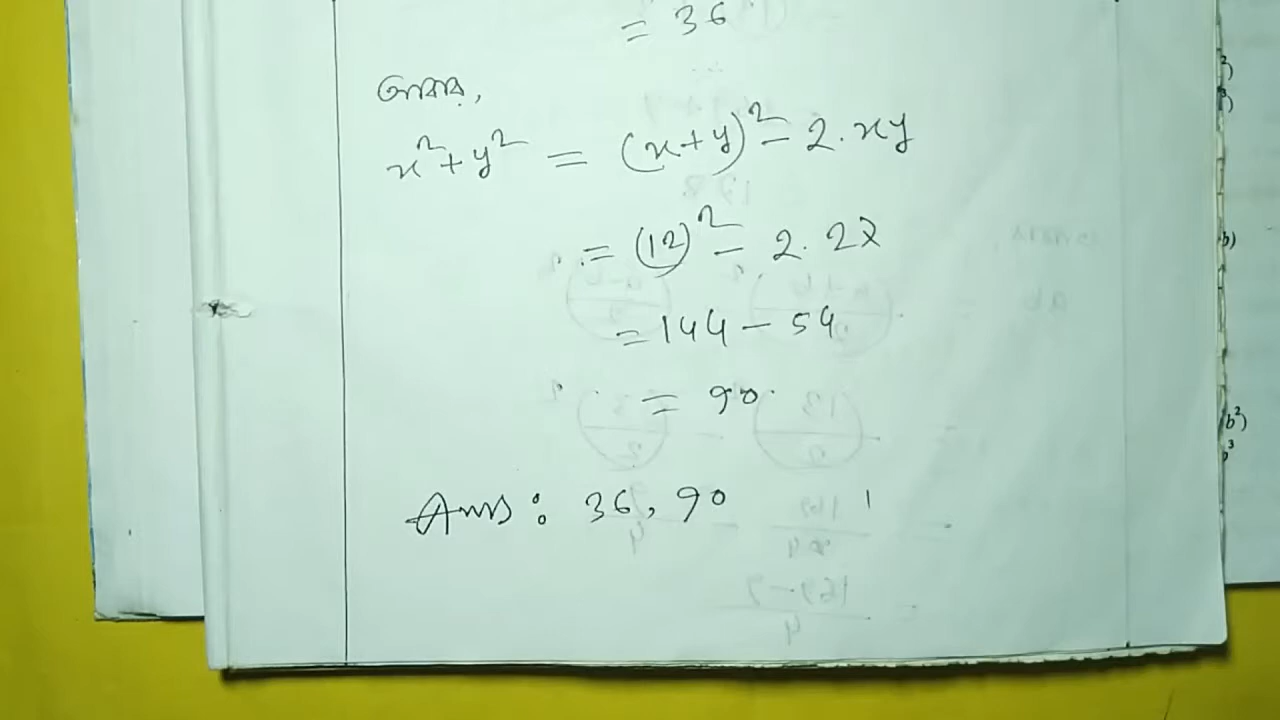 = 36
আবার,
x² + y² = (x+y)² – 2.xy
= (12)² – 2. 27
= 144 – 54
= 90
Ans: 36, 90